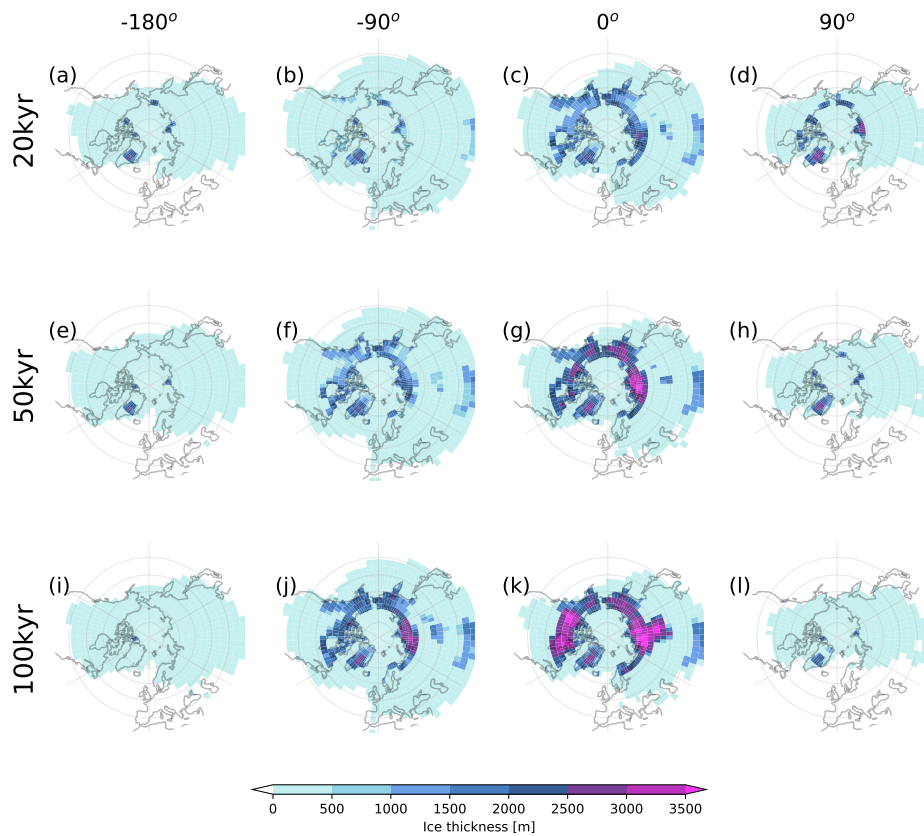 -180° -90° 0° 90°
20kyr
(a) (b) (c) (d)
50kyr
(e) (f) (g) (h)
100kyr
(i) (j) (k) (l)
0 500 1000 1500 2000 2500 3000 3500
Ice thickness [m]